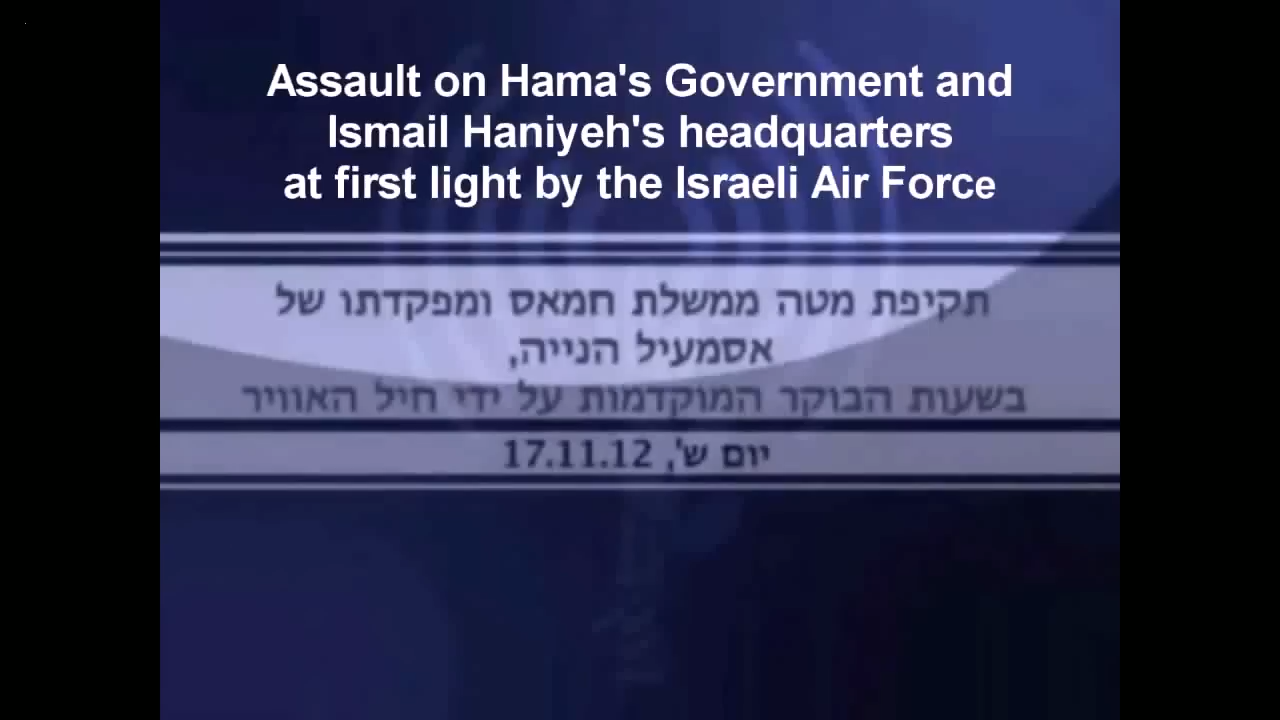 Assault on Hama's Government and
Ismail Haniyeh's headquarters
at first light by the Israeli Air Force
תקיפת מטה ממשלת חמאס ומפקדתו של
אסמעיל הנייה,
בשעות הבוקר המוקדמות על ידי חיל האוויר
יום ש', 17.11.12